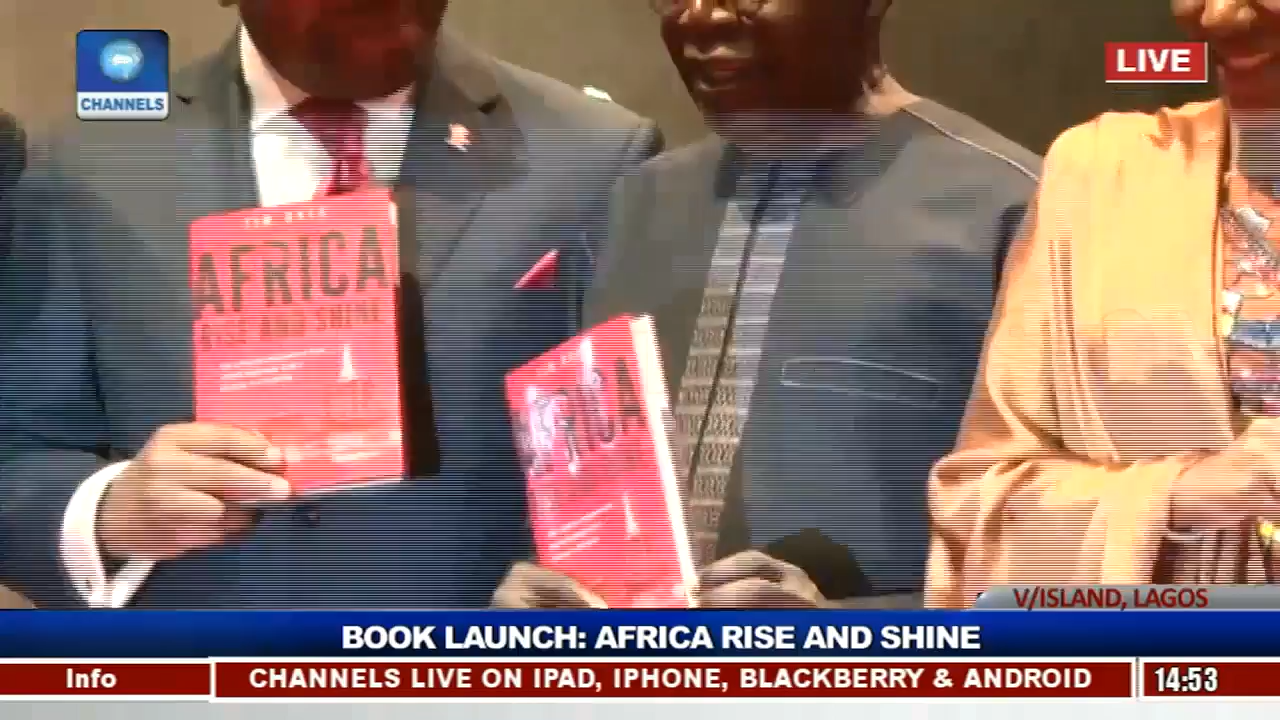 CHANNELS
LIVE
AFRICA
RISE AND SHINE
V/ISLAND, LAGOS
BOOK LAUNCH: AFRICA RISE AND SHINE
Info
CHANNELS LIVE ON IPAD, IPHONE, BLACKBERRY & ANDROID
14:53